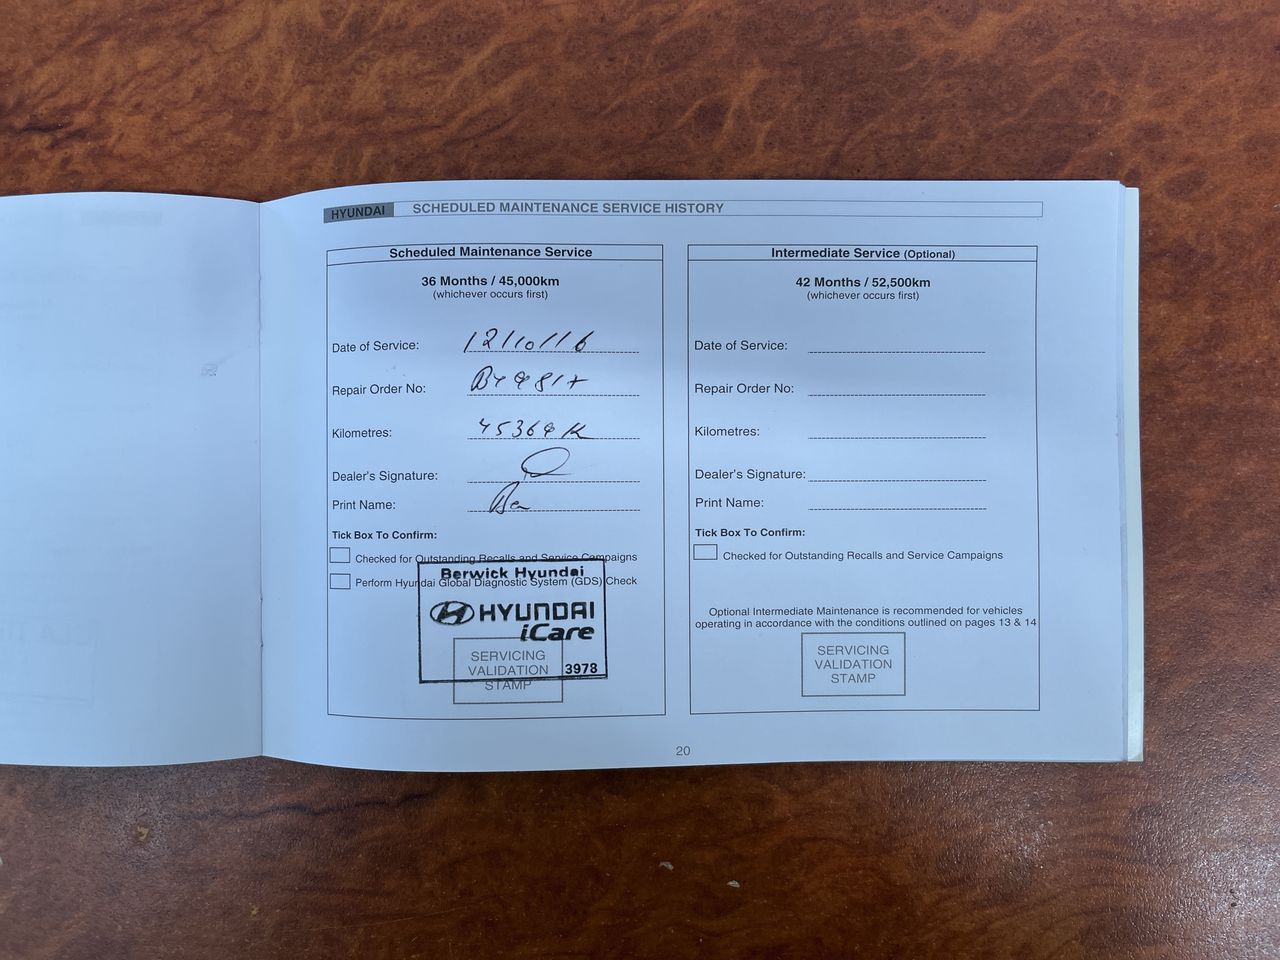 HYUNDAI SCHEDULED MAINTENANCE SERVICE HISTORY
Scheduled Maintenance Service
36 Months / 45,000km
(whichever occurs first)
Date of Service: 12/10/16
Repair Order No:
Kilometres:
Dealer's Signature:
Print Name: Ben
Tick Box To Confirm:
Checked for Outstanding Recalls and Service Campaigns
Perform Hyundai Global Diagnostic System (GDS) Check
Berwick Hyundai
HYUNDAI
iCare
3978
SERVICING
VALIDATION
STAMP
Intermediate Service (Optional)
42 Months / 52,500km
(whichever occurs first)
Date of Service:
Repair Order No:
Kilometres:
Dealer's Signature:
Print Name:
Tick Box To Confirm:
Checked for Outstanding Recalls and Service Campaigns
Optional Intermediate Maintenance is recommended for vehicles
operating in accordance with the conditions outlined on pages 13 & 14
SERVICING
VALIDATION
STAMP
20